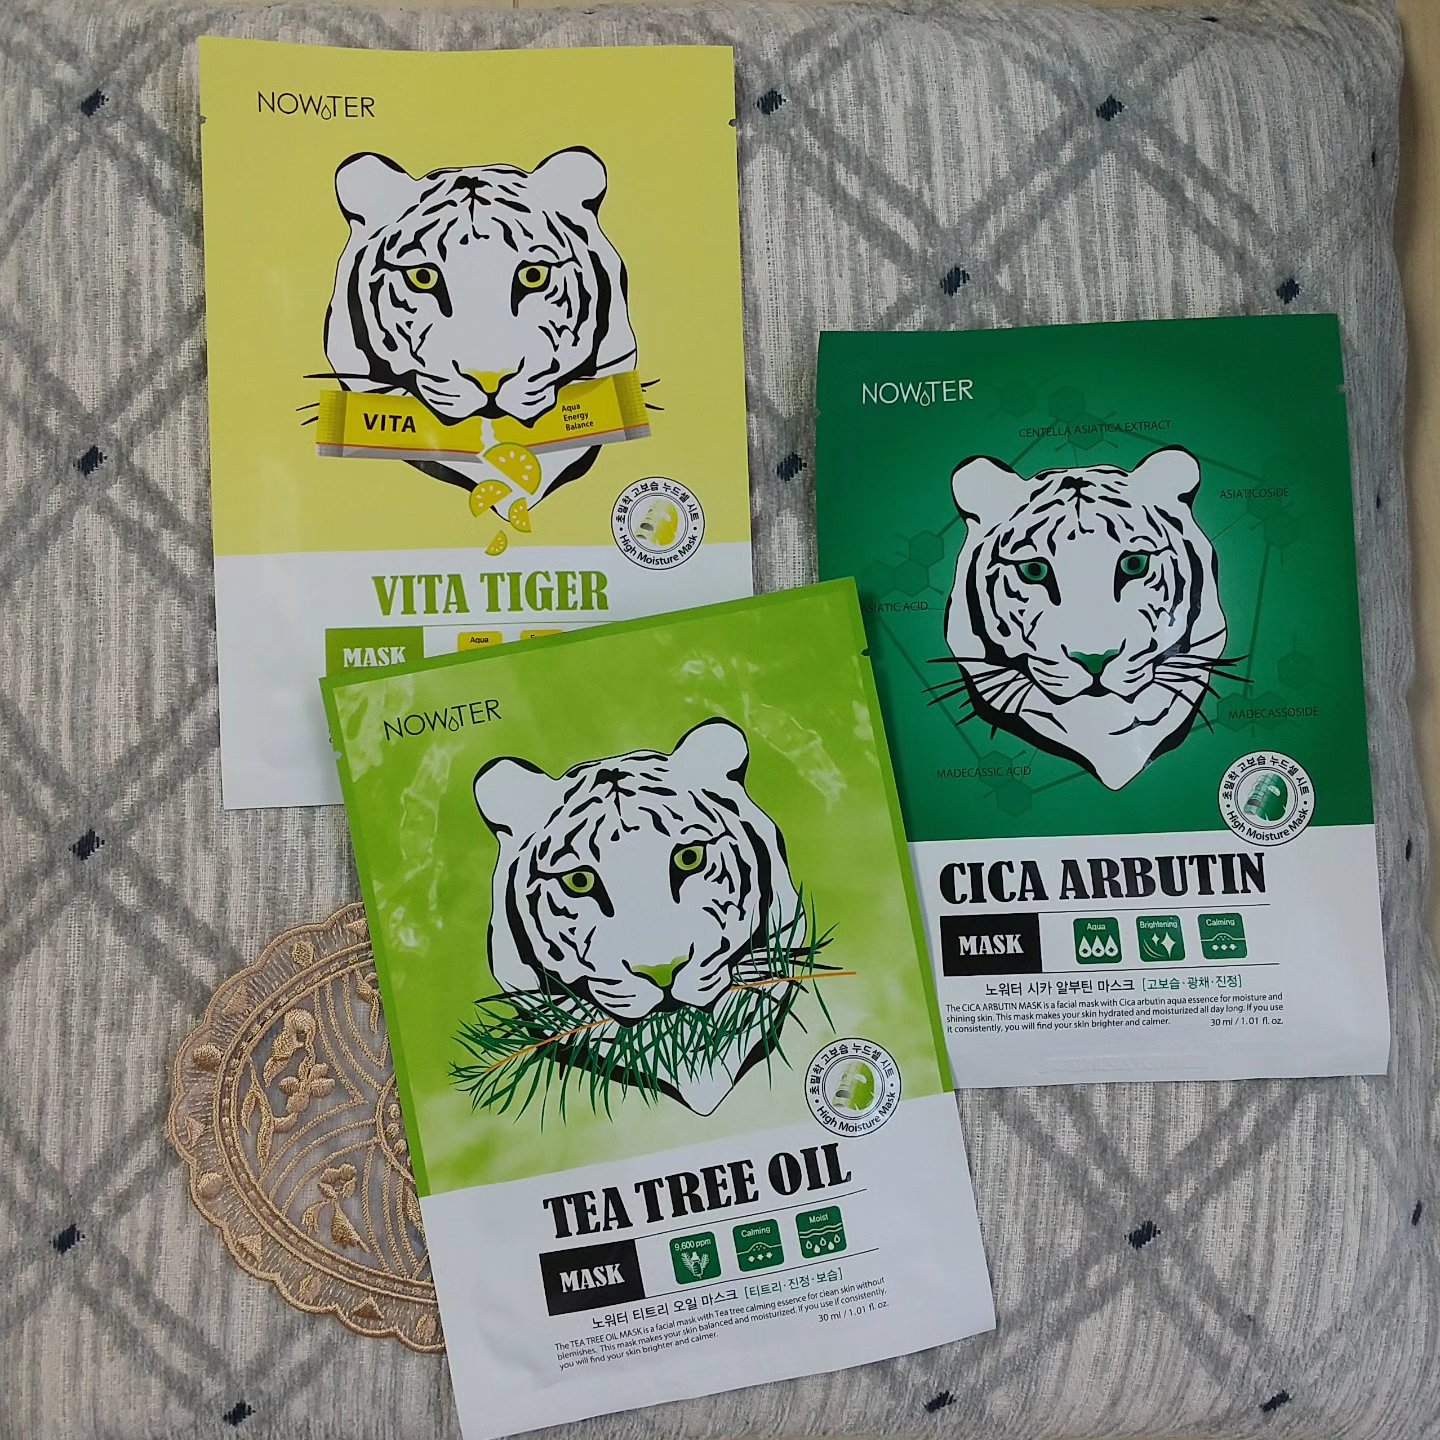 NOWTER
VITA
Aqua
Energy
Balance
초밀착 고보습 누드셀 시트
High Moisture Mask
VITA TIGER
MASK
Aqua
NOWTER
CENTELLA ASIATICA EXTRACT
ASIATICOSIDE
ASIATIC ACID
MADECASSOSIDE
MADECASSIC ACID
초밀착 고보습 누드셀 시트
High Moisture Mask
CICA ARBUTIN
MASK
Aqua
Brightening
Calming
노워터 시카 알부틴 마스크 [고보습·광채·진정]
The CICA ARBUTIN MASK is a facial mask with Cica arbutin aqua essence for moisture and
shining skin. This mask makes your skin hydrated and moisturized all day long. If you use
it consistently, you will find your skin brighter and calmer.
30 ml / 1.01 fl. oz.
NOWTER
초밀착 고보습 누드셀 시트
High Moisture Mask
TEA TREE OIL
MASK
9,600 ppm
Calming
Moist
노워터 티트리 오일 마스크 [티트리·진정·보습]
The TEA TREE OIL MASK is a facial mask with Tea tree calming essence for clean skin without
blemishes. This mask makes your skin balanced and moisturized. If you use if consistently,
you will find your skin brighter and calmer.
30 ml / 1.01 fl. oz.